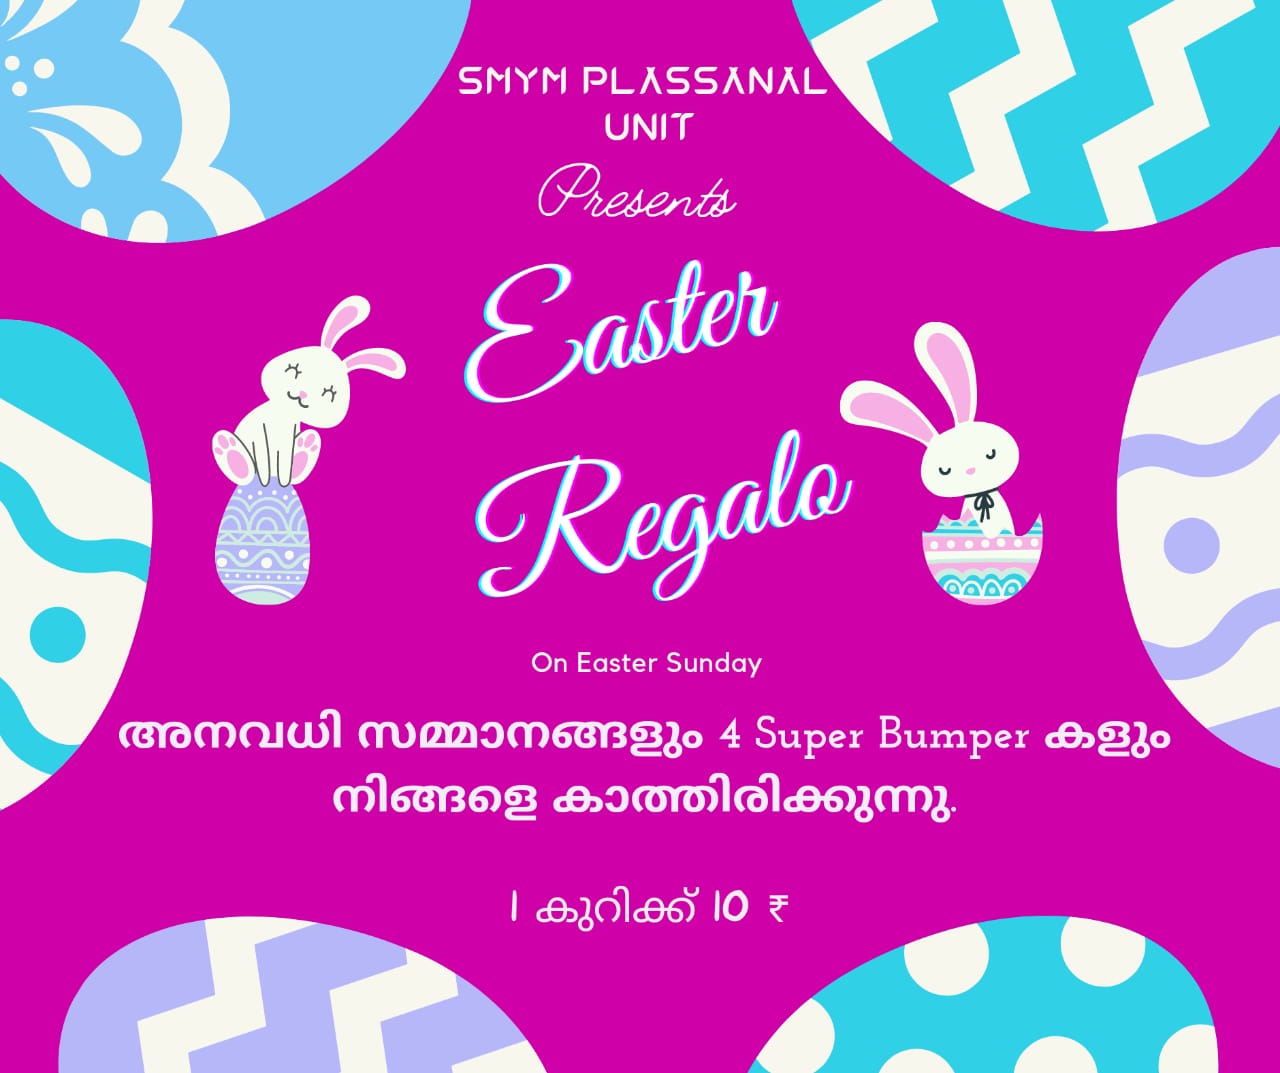 SMYM PLASSANAL
UNIT
Presents
Easter
Regalo
On Easter Sunday
അനവധി സമ്മാനങ്ങളും 4 Super Bumper കളും
നിങ്ങളെ കാത്തിരിക്കുന്നു.
1 കുറിക്ക് 10 ₹